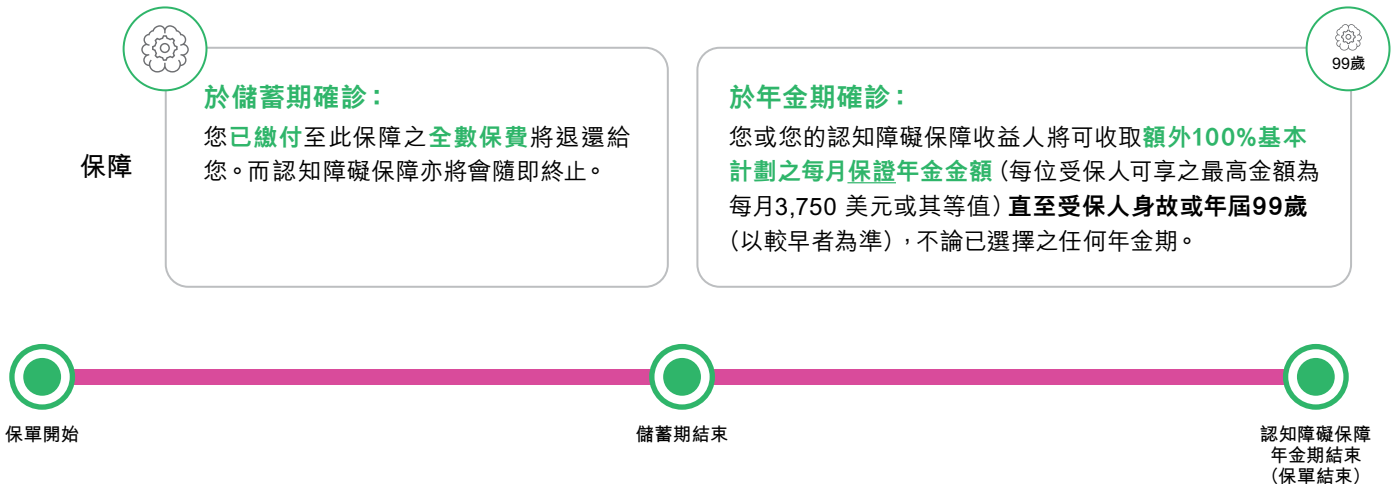 保障
於儲蓄期確診：
您已繳付至此保障之全數保費將退還給
您。而認知障礙保障亦將會隨即終止。
99歲
於年金期確診：
您或您的認知障礙保障收益人將可收取額外100%基本
計劃之每月保證年金金額（每位受保人可享之最高金額為
每月3,750 美元或其等值）直至受保人身故或年屆99歲
（以較早者為準），不論已選擇之任何年金期。
保單開始
儲蓄期結束
認知障礙保障
年金期結束
（保單結束）